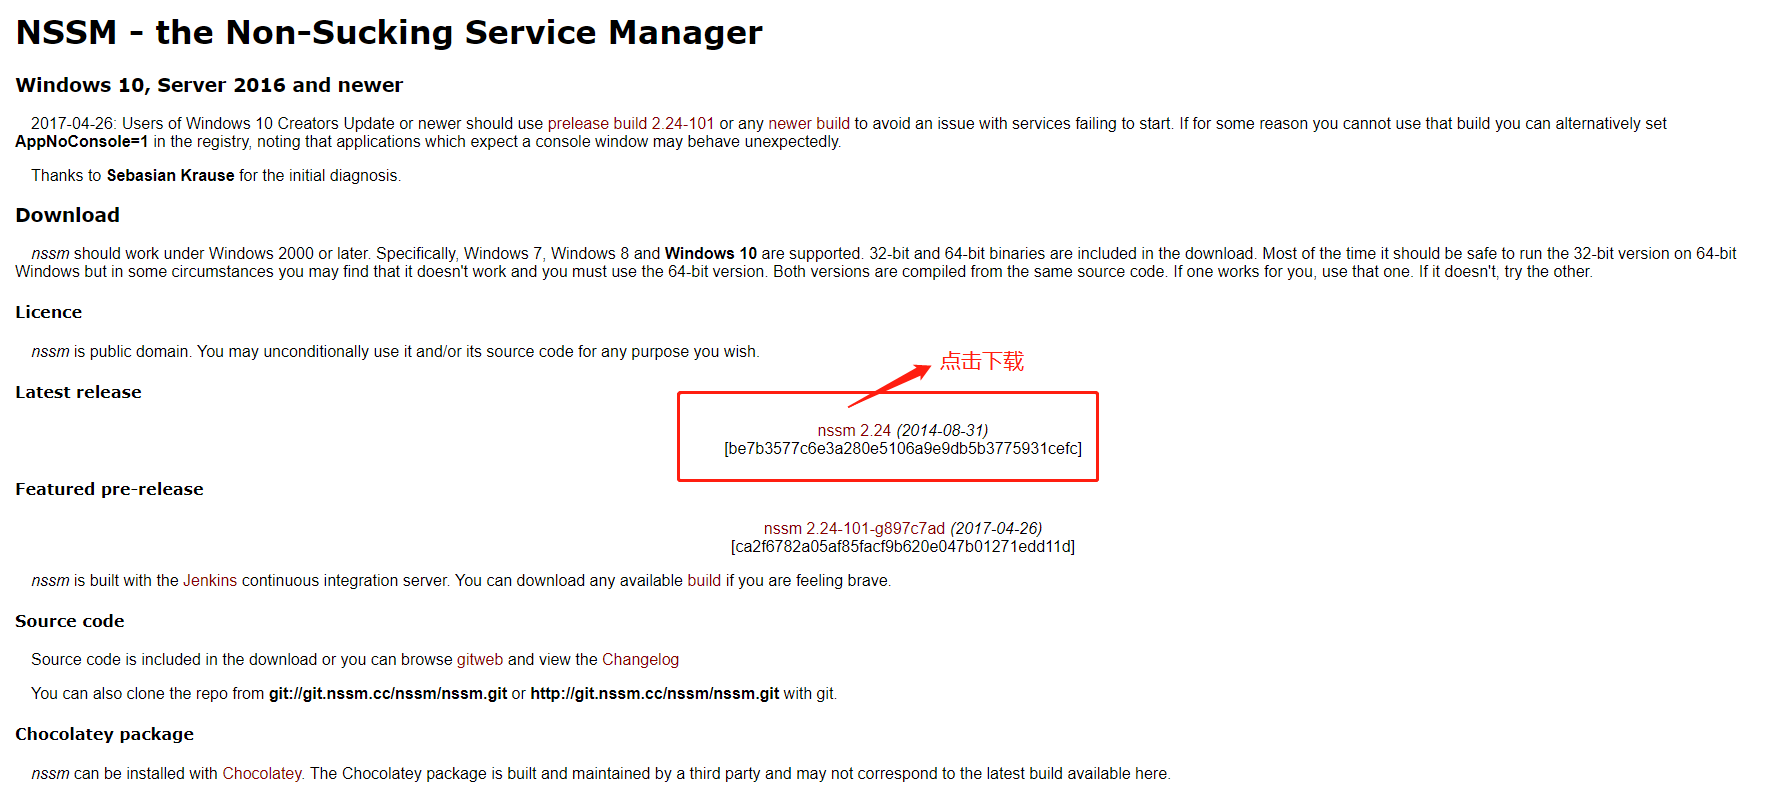 NSSM - the Non-Sucking Service Manager
Windows 10, Server 2016 and newer
2017-04-26: Users of Windows 10 Creators Update or newer should use prelease build 2.24-101 or any newer build to avoid an issue with services failing to start. If for some reason you cannot use that build you can alternatively set
AppNoConsole=1 in the registry, noting that applications which expect a console window may behave unexpectedly.
Thanks to Sebasian Krause for the initial diagnosis.
Download
nssm should work under Windows 2000 or later. Specifically, Windows 7, Windows 8 and Windows 10 are supported. 32-bit and 64-bit binaries are included in the download. Most of the time it should be safe to run the 32-bit version on 64-bit
Windows but in some circumstances you may find that it doesn't work and you must use the 64-bit version. Both versions are compiled from the same source code. If one works for you, use that one. If it doesn't, try the other.
Licence
nssm is public domain. You may unconditionally use it and/or its source code for any purpose you wish.
点击下载
Latest release
nssm 2.24 (2014-08-31)
[be7b3577c6e3a280e5106a9e9db5b3775931cefc]
Featured pre-release
nssm 2.24-101-g897c7ad (2017-04-26)
[ca2f6782a05af85facf9b620e047b01271edd11d]
nssm is built with the Jenkins continuous integration server. You can download any available build if you are feeling brave.
Source code
Source code is included in the download or you can browse gitweb and view the Changelog
You can also clone the repo from git://git.nssm.cc/nssm/nssm.git or http://git.nssm.cc/nssm/nssm.git with git.
Chocolatey package
nssm can be installed with Chocolatey. The Chocolatey package is built and maintained by a third party and may not correspond to the latest build available here.